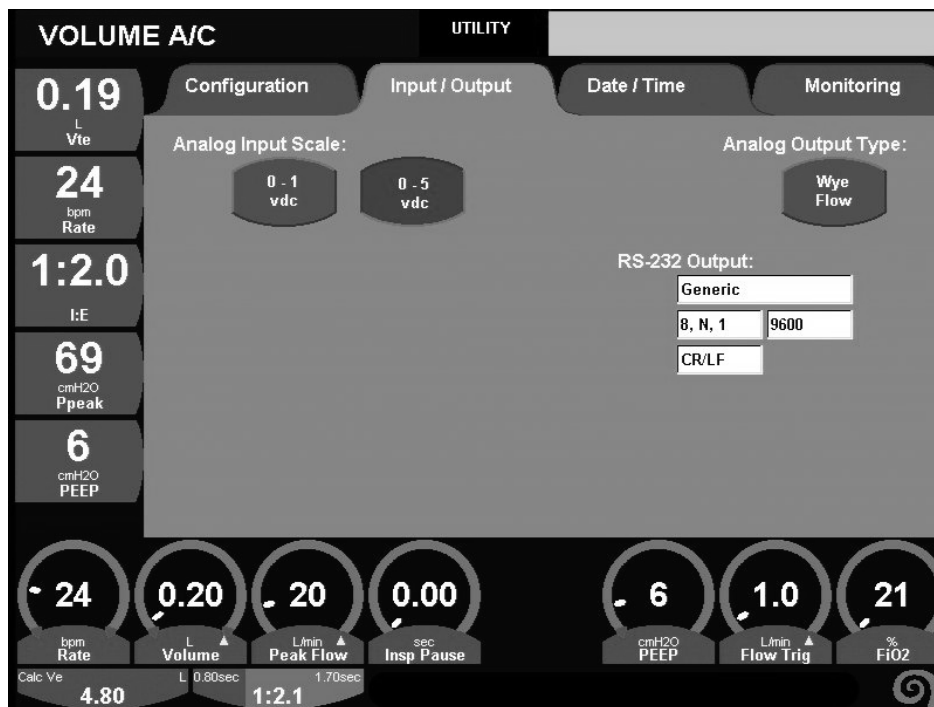 VOLUME A/C
UTILITY
Configuration
Input / Output
Date / Time
Monitoring
0.19
L
Vte
24
bpm
Rate
1:2.0
I:E
69
cmH2O
Ppeak
6
cmH2O
PEEP
Analog Input Scale:
0 - 1
vdc
0 - 5
vdc
Analog Output Type:
Wye
Flow
RS-232 Output:
Generic
8, N, 1
9600
CR/LF
24
bpm
Rate
0.20
L
Volume
20
L/min
Peak Flow
0.00
sec
Insp Pause
6
cmH2O
PEEP
1.0
L/min
Flow Trig
21
%
FiO2
Calc Ve
L
4.80
0.80sec
1.70sec
1:2.1